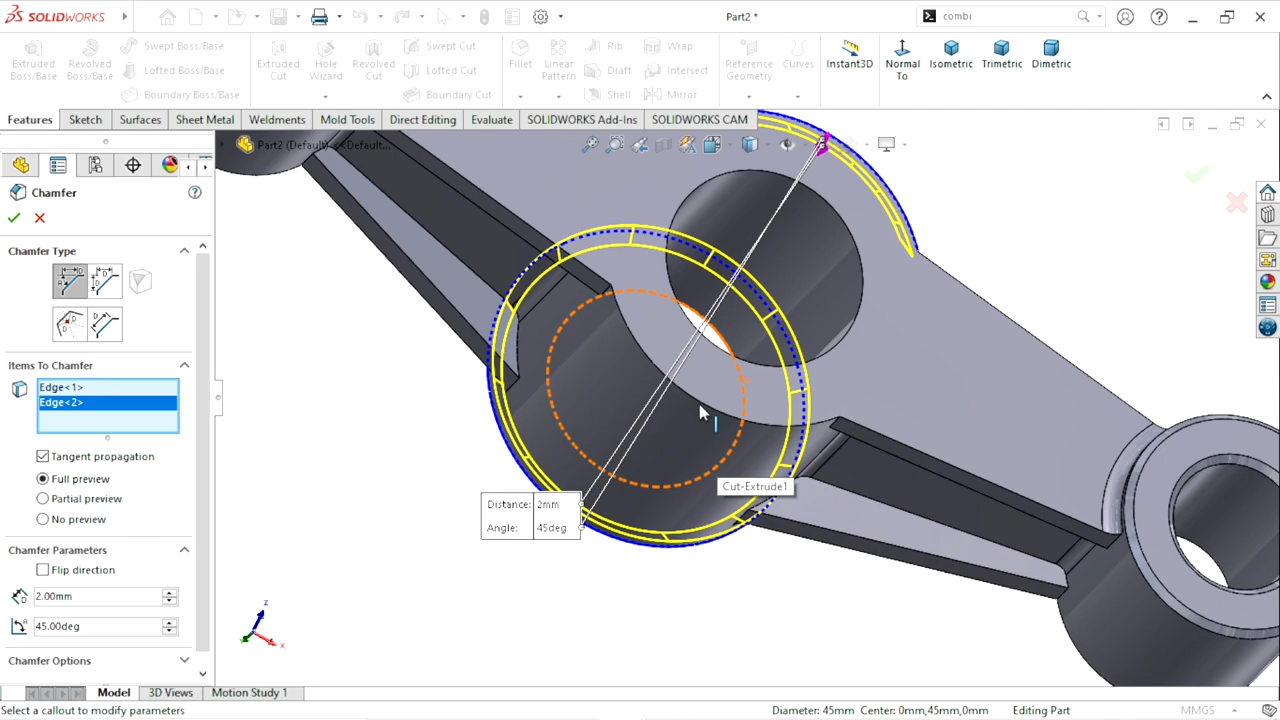 SOLIDWORKS
Part2 *
combi
Extruded Boss/Base
Revolved Boss/Base
Swept Boss/Base
Lofted Boss/Base
Boundary Boss/Base
Extruded Cut
Hole Wizard
Revolved Cut
Swept Cut
Lofted Cut
Boundary Cut
Fillet
Linear Pattern
Rib
Draft
Shell
Wrap
Intersect
Mirror
Reference Geometry
Curves
Instant3D
Normal To
Isometric
Trimetric
Dimetric
Features
Sketch
Surfaces
Sheet Metal
Weldments
Mold Tools
Direct Editing
Evaluate
SOLIDWORKS Add-Ins
SOLIDWORKS CAM
Part2 (Default) <<Default...
Chamfer
Chamfer Type
Items To Chamfer
Edge<1>
Edge<2>
Tangent propagation
Full preview
Partial preview
No preview
Chamfer Parameters
Flip direction
2.00mm
45.00deg
Chamfer Options
Distance: 2mm
Angle: 45deg
Cut-Extrude1
z
x
Model
3D Views
Motion Study 1
Select a callout to modify parameters
Diameter: 45mm Center: 0mm,45mm,0mm
Editing Part
MMGS